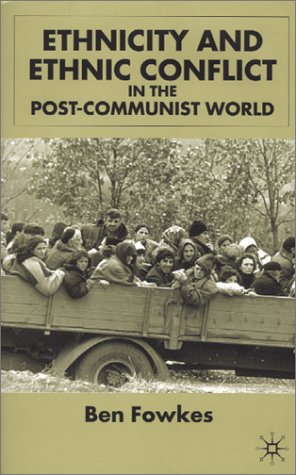 ETHNICITY AND
ETHNIC CONFLICT
IN THE
POST-COMMUNIST WORLD
Ben Fowkes